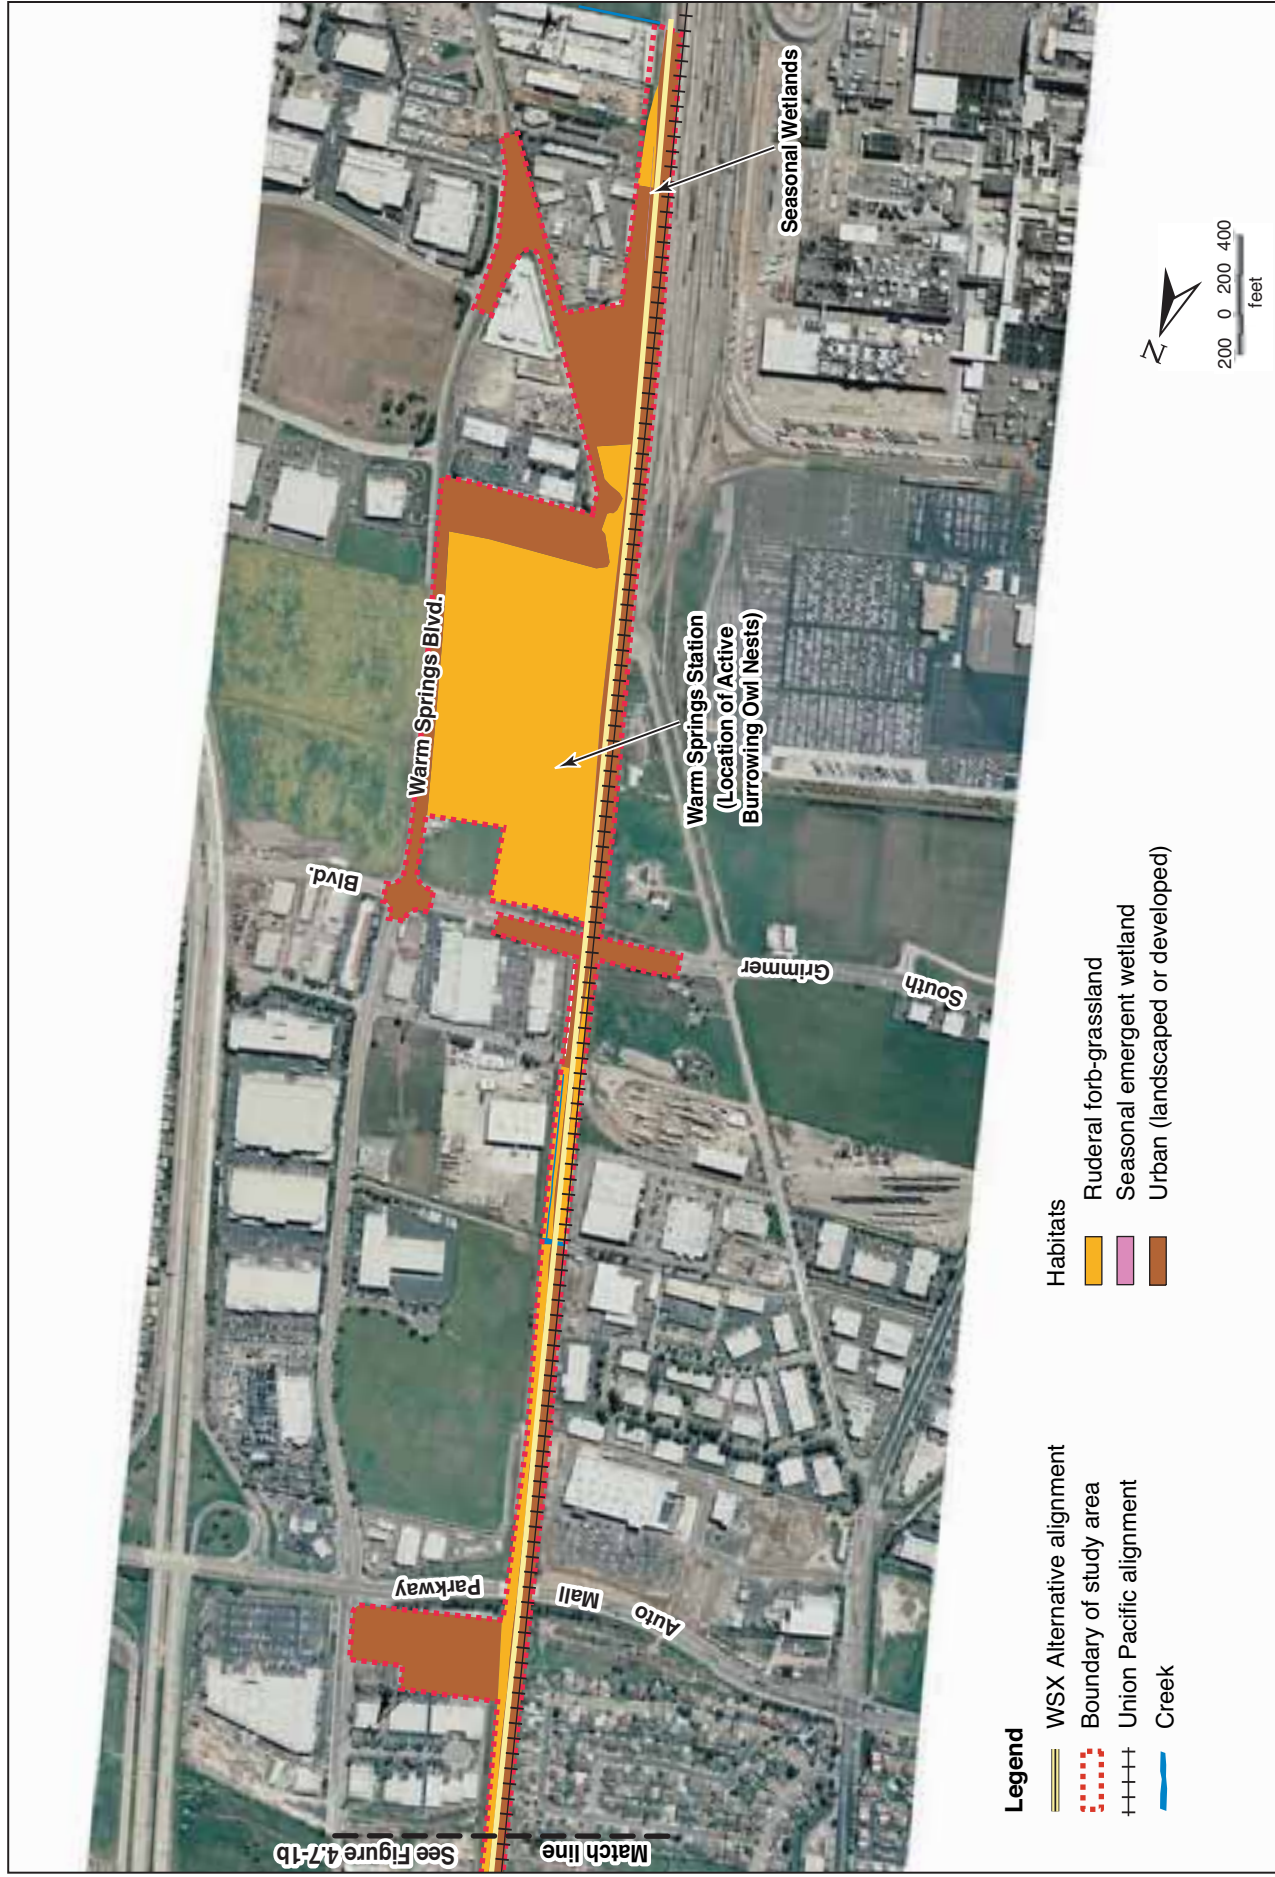 See Figure 4.7-1b
Match line
Parkway
Mall
Auto
Blvd.
Grimmer
South
Warm Springs Blvd.
Warm Springs Station
(Location of Active
Burrowing Owl Nests)
Seasonal Wetlands
N
200 0 200 400
feet
Legend
WSX Alternative alignment
Boundary of study area
Union Pacific alignment
Creek
Habitats
Ruderal forb-grassland
Seasonal emergent wetland
Urban (landscaped or developed)